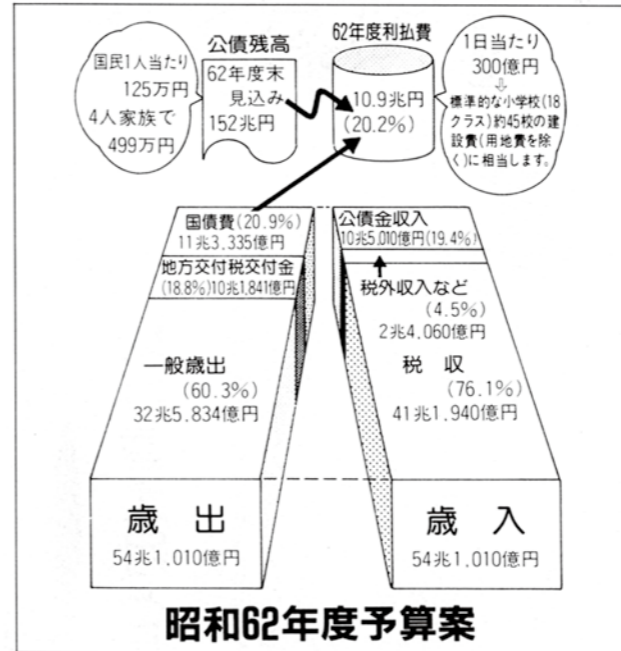 国民1人当たり
125万円
4人家族で
499万円
公債残高
62年度末
見込み
152兆円
62年度利払費
10.9兆円
(20.2%)
1日当たり
300億円
⇩
標準的な小学校(18
クラス)約45校の建
設費(用地費を除
く)に相当します。
国債費(20.9%)
11兆3,335億円
地方交付税交付金
(18.8%)10兆1,841億円
一般歳出
(60.3%)
32兆5,834億円
歳出
54兆1,010億円
公債金収入
10兆5,010億円(19.4%)
税外収入など
(4.5%)
2兆4,060億円
税収
(76.1%)
41兆1,940億円
歳入
54兆1,010億円
昭和62年度予算案